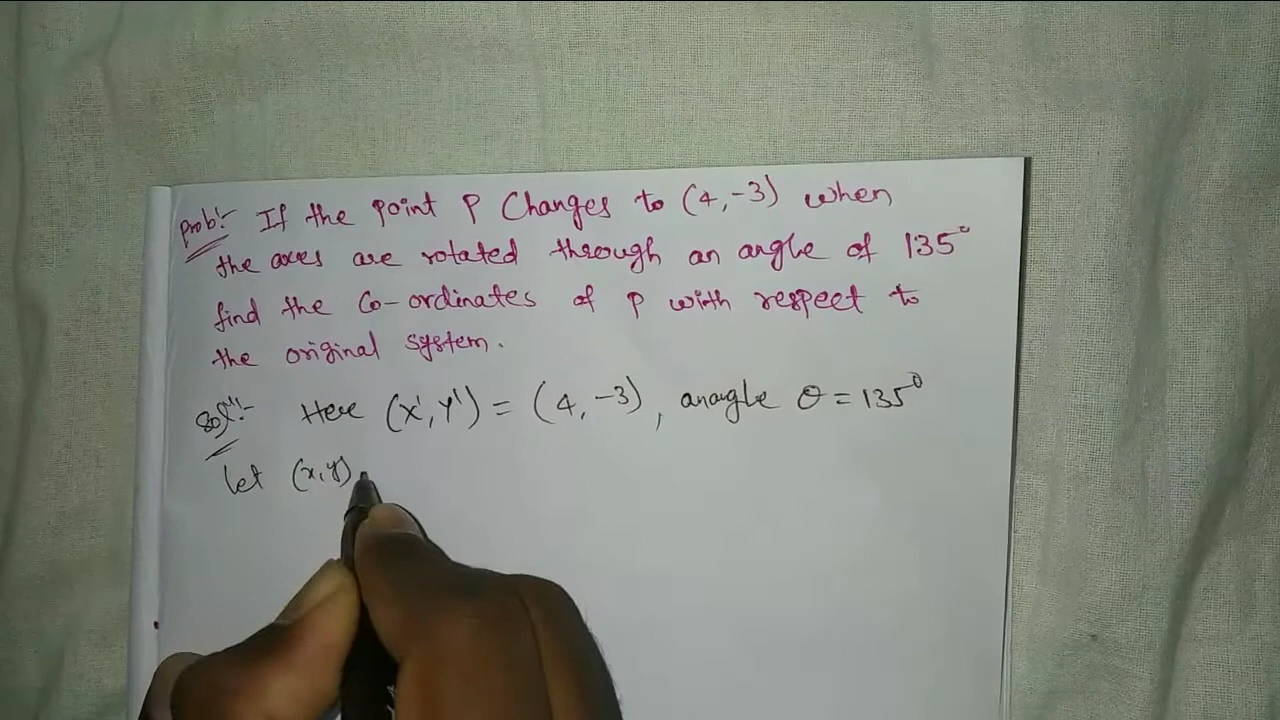 Prob:- If the point P Changes to (4,-3) when
the axes are rotated through an angle of 135°
find the Co-ordinates of P with respect to
the original system.
Sol:- Here (x',y') = (4,-3), anagle θ = 135°
let (x,y)